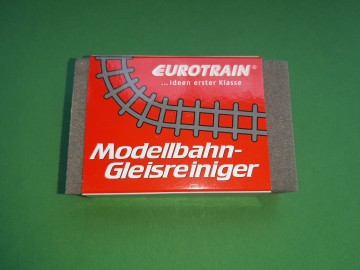 EUROTRAIN®
...Ideen erster Klasse
Modellbahn-
Gleisreiniger